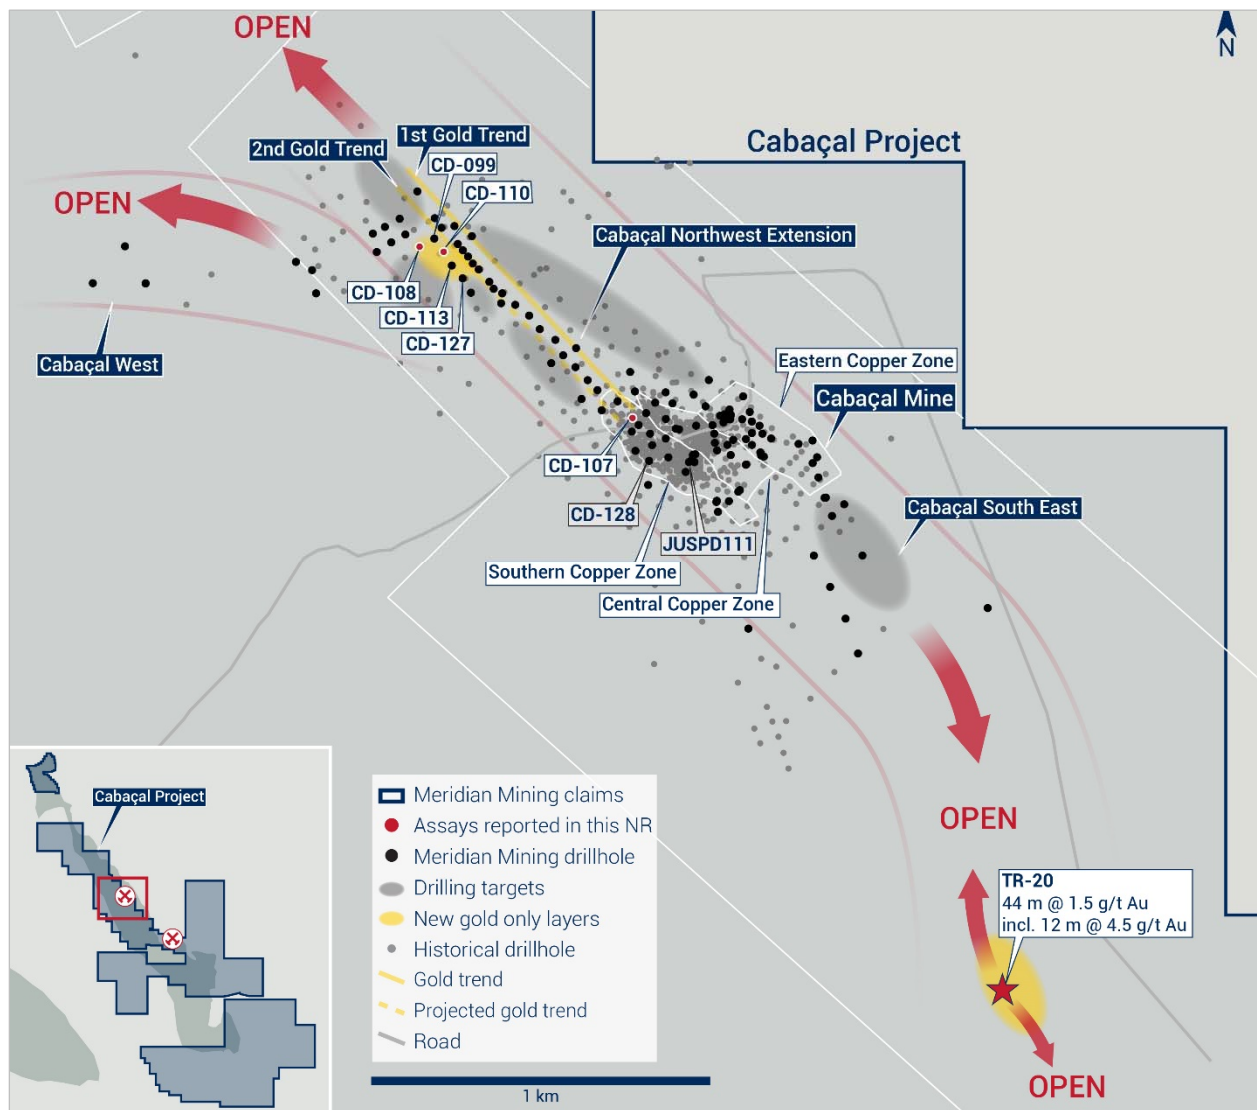 OPEN
N
Cabaçal Project
1st Gold Trend
2nd Gold Trend
CD-099
CD-110
OPEN
Cabaçal Northwest Extension
CD-108
CD-113
CD-127
Cabaçal West
Eastern Copper Zone
Cabaçal Mine
CD-107
CD-128
JUSPD111
Cabaçal South East
Southern Copper Zone
Central Copper Zone
Cabaçal Project
Meridian Mining claims
Assays reported in this NR
Meridian Mining drillhole
Drilling targets
New gold only layers
Historical drillhole
Gold trend
Projected gold trend
Road
1 km
OPEN
TR-20
44 m @ 1.5 g/t Au
incl. 12 m @ 4.5 g/t Au
OPEN